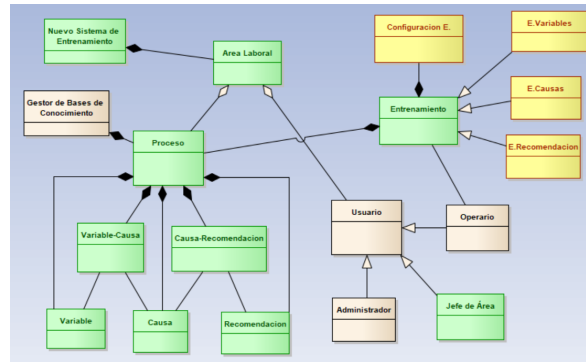 Nuevo Sistema de
Entrenamiento
Area Laboral
Configuracion E.
E.Variables
E.Causas
E.Recomendacion
Gestor de Bases de
Conocimiento
Entrenamiento
Proceso
Usuario
Operario
Variable-Causa
Causa-Recomendacion
Administrador
Jefe de Área
Variable
Causa
Recomendacion